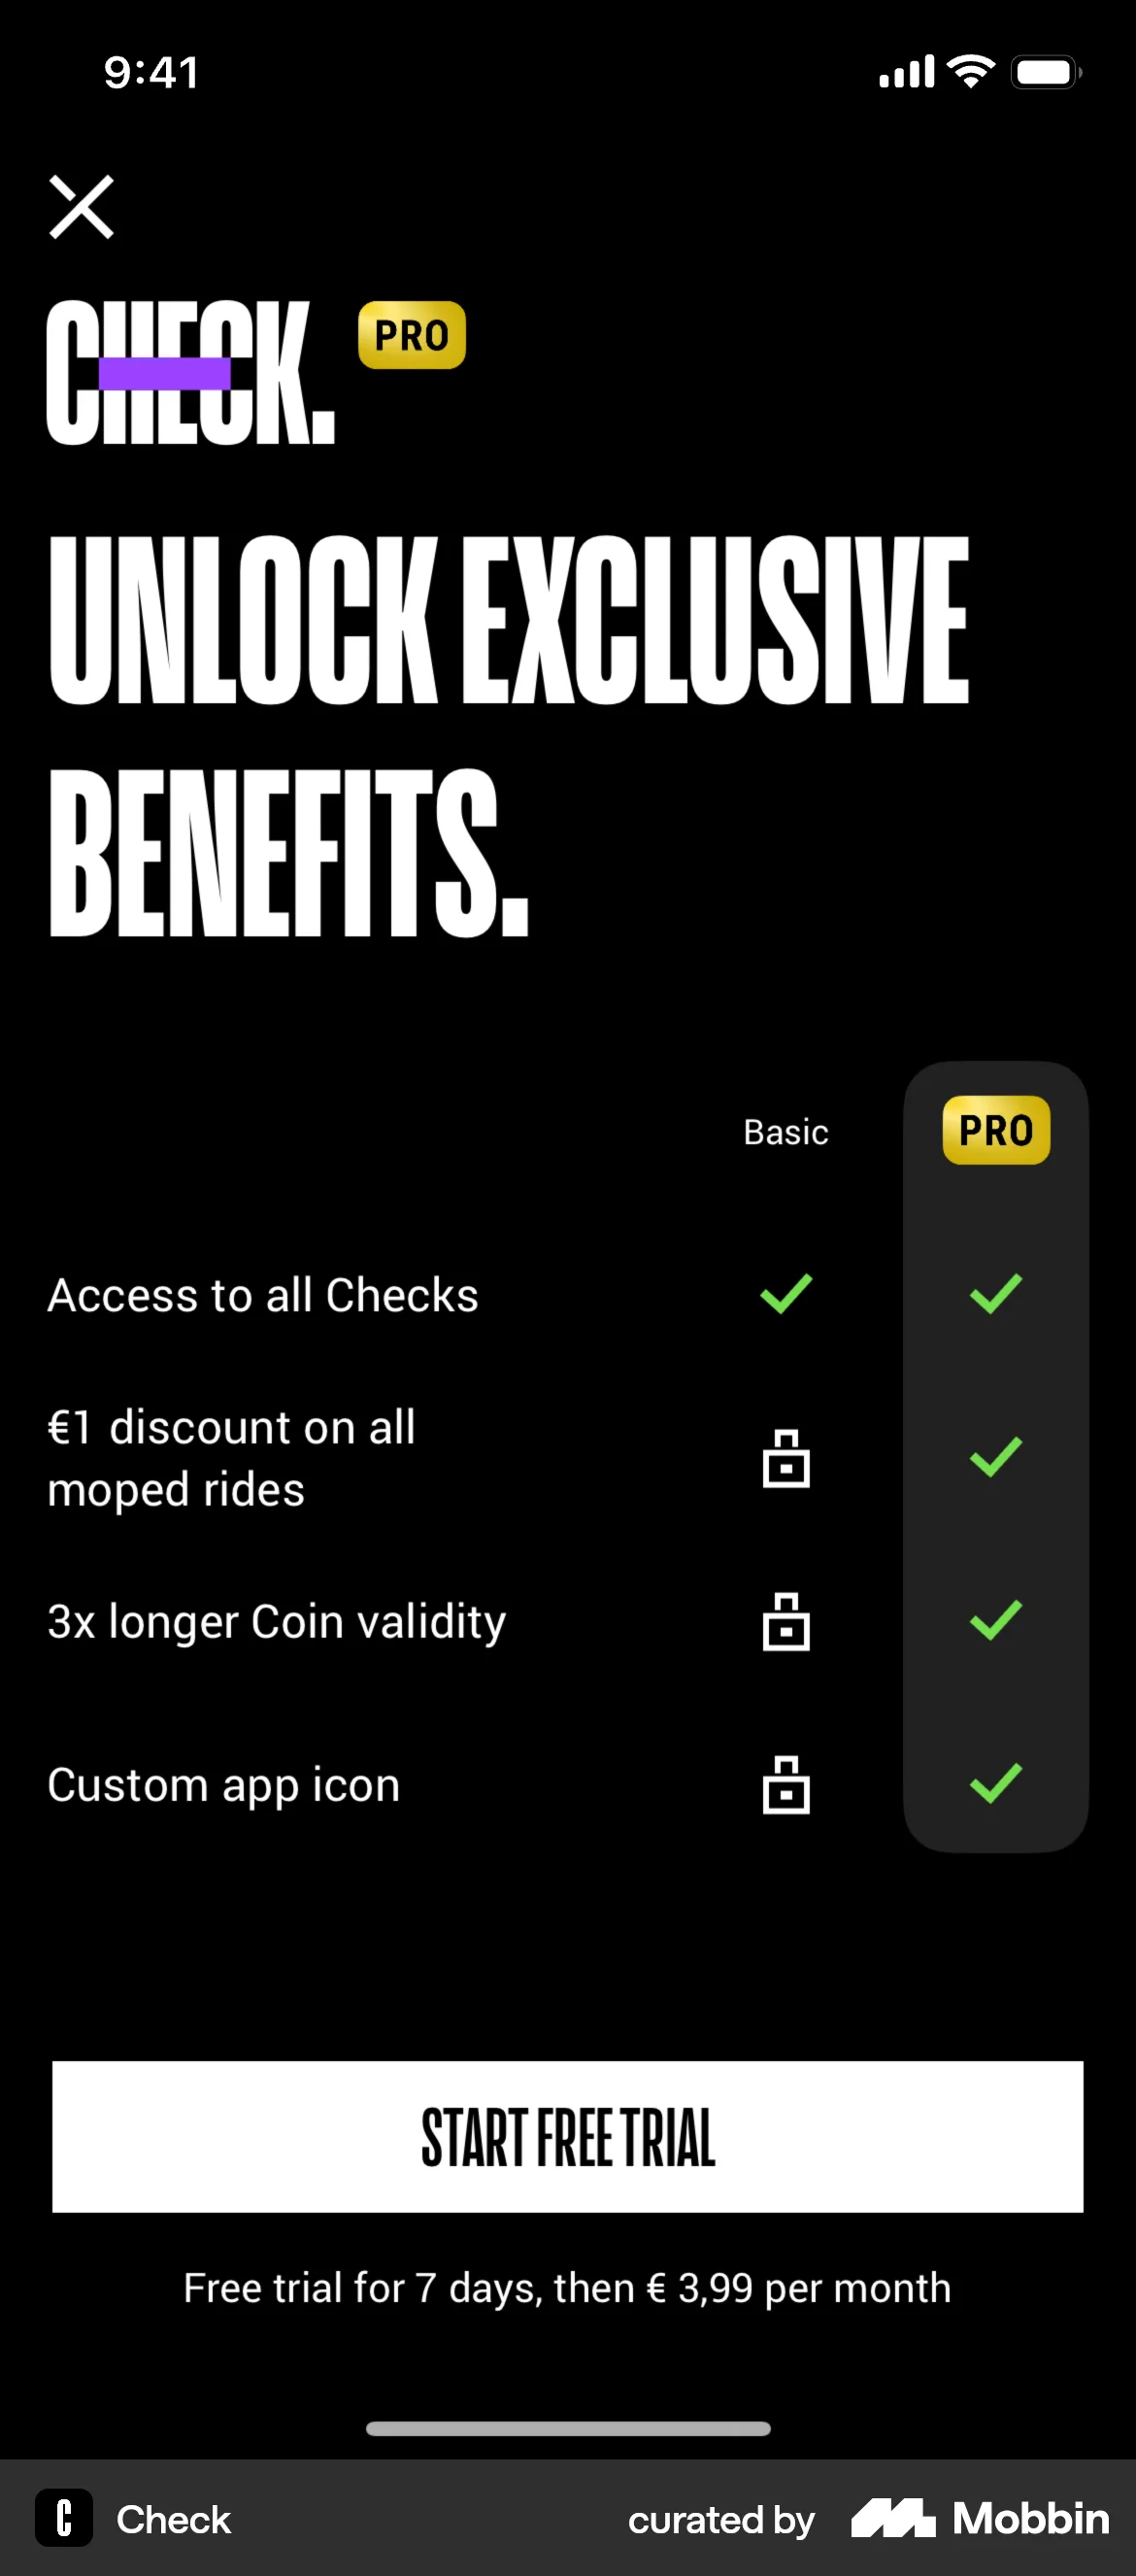 9:41
CHECK. PRO
UNLOCK EXCLUSIVE
BENEFITS.
Basic PRO
Access to all Checks
€1 discount on all
moped rides
3x longer Coin validity
Custom app icon
START FREE TRIAL
Free trial for 7 days, then € 3,99 per month
C Check curated by Mobbin